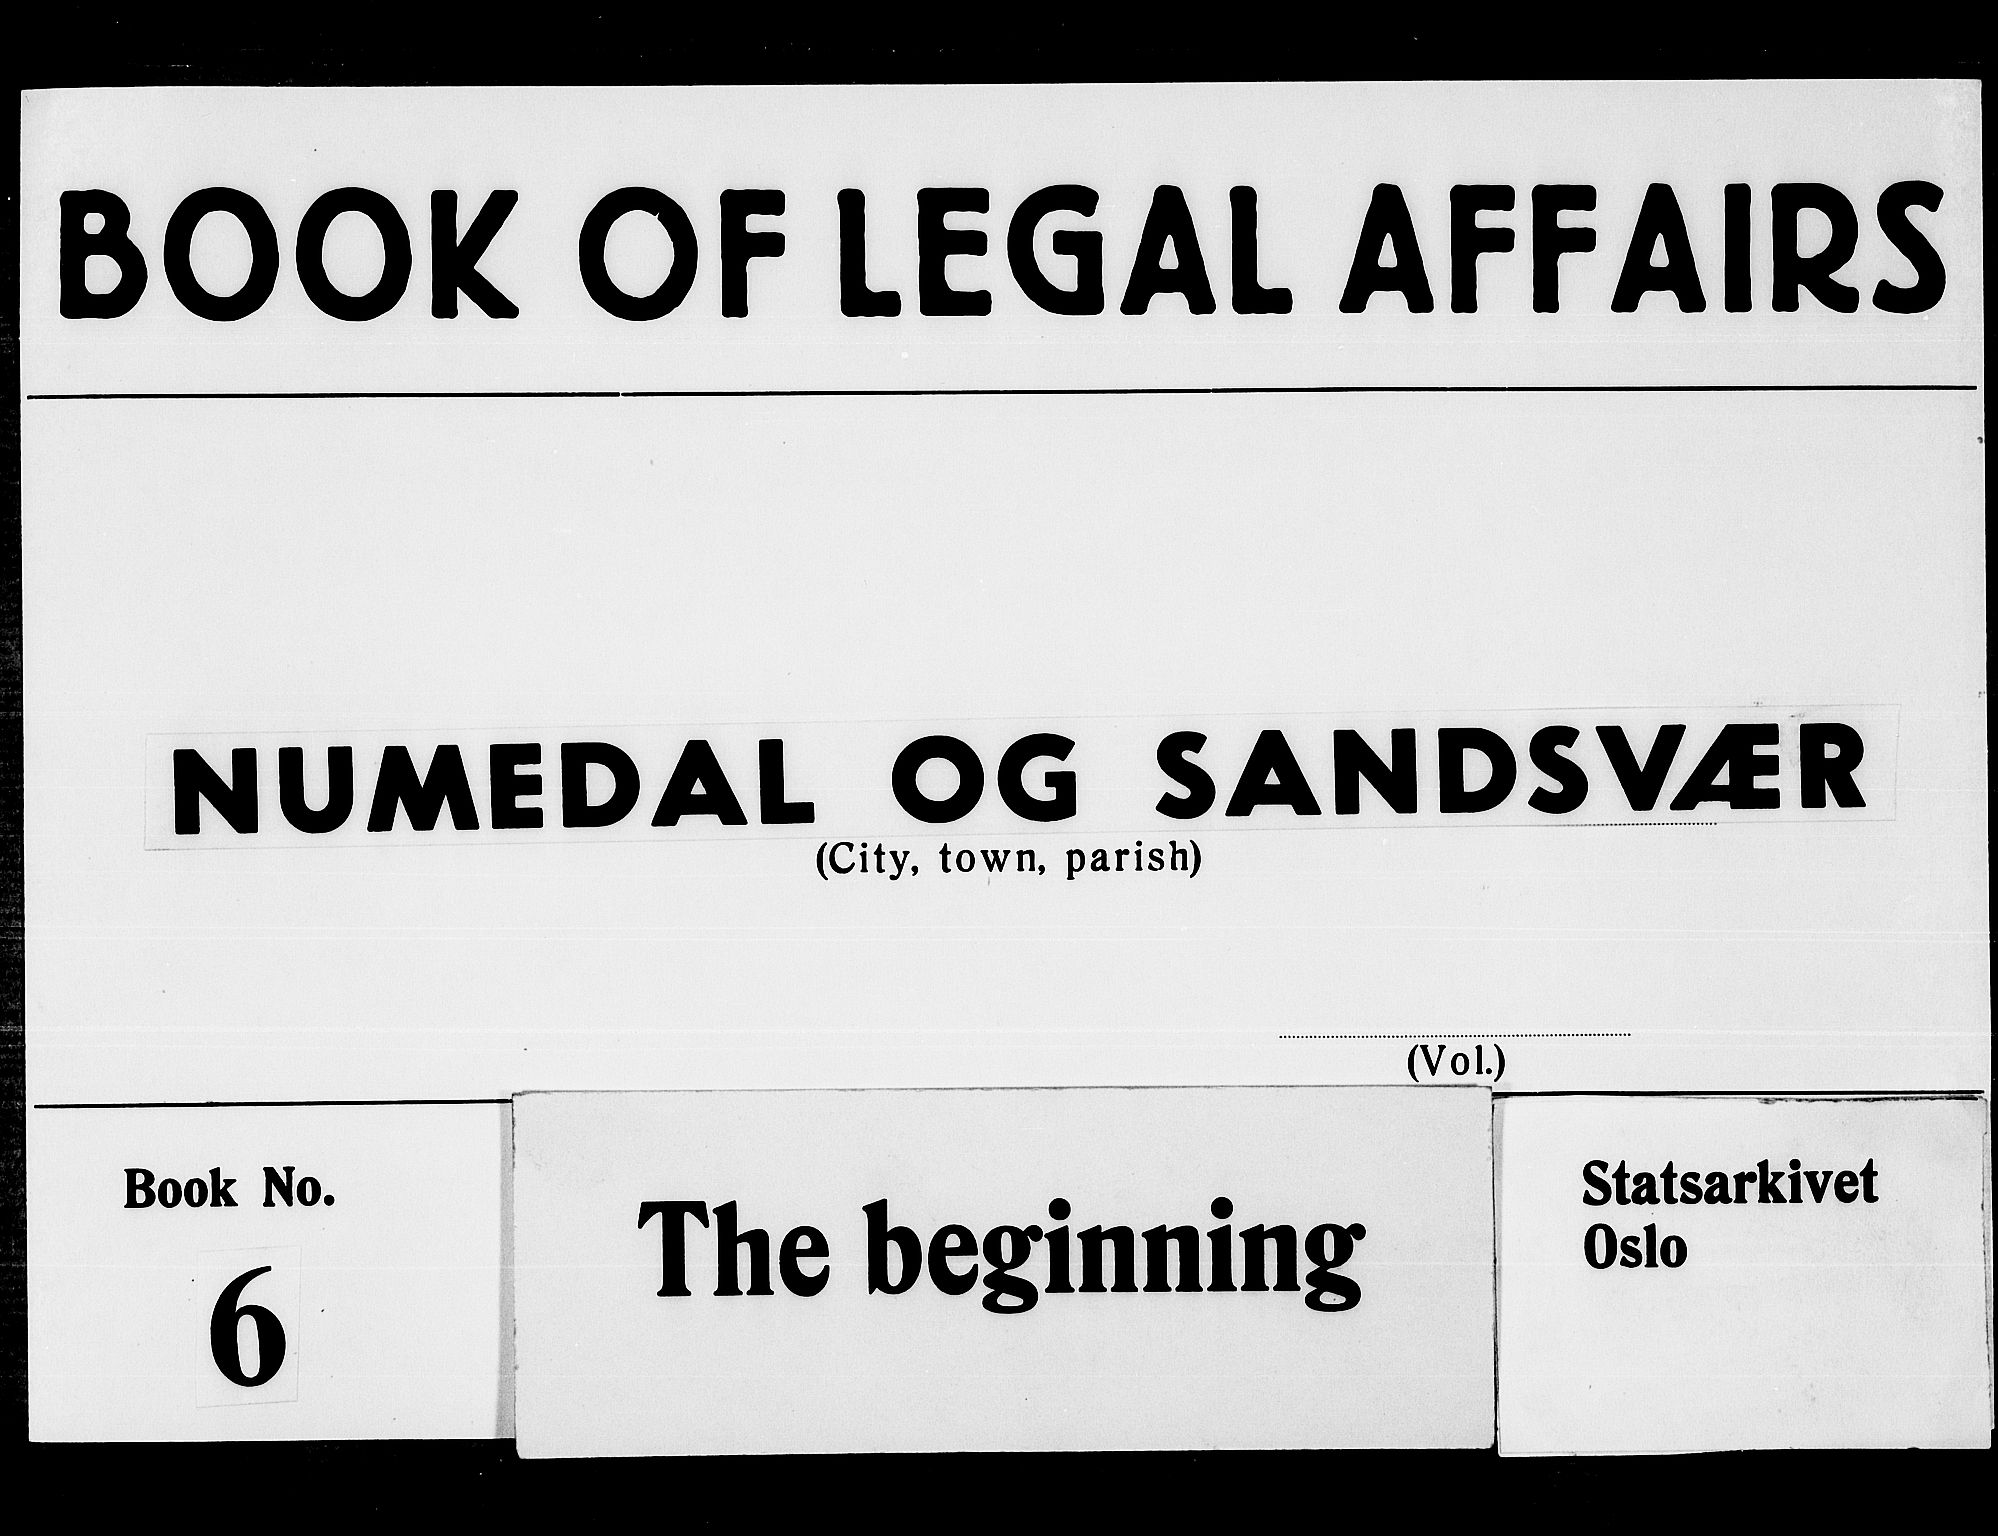 BOOK OF LEGAL AFFAIRS
NUMEDAL OG SANDSVÆR
(City, town, parish)
(Vol.)
Book No.
6
The beginning
Statsarkivet
Oslo